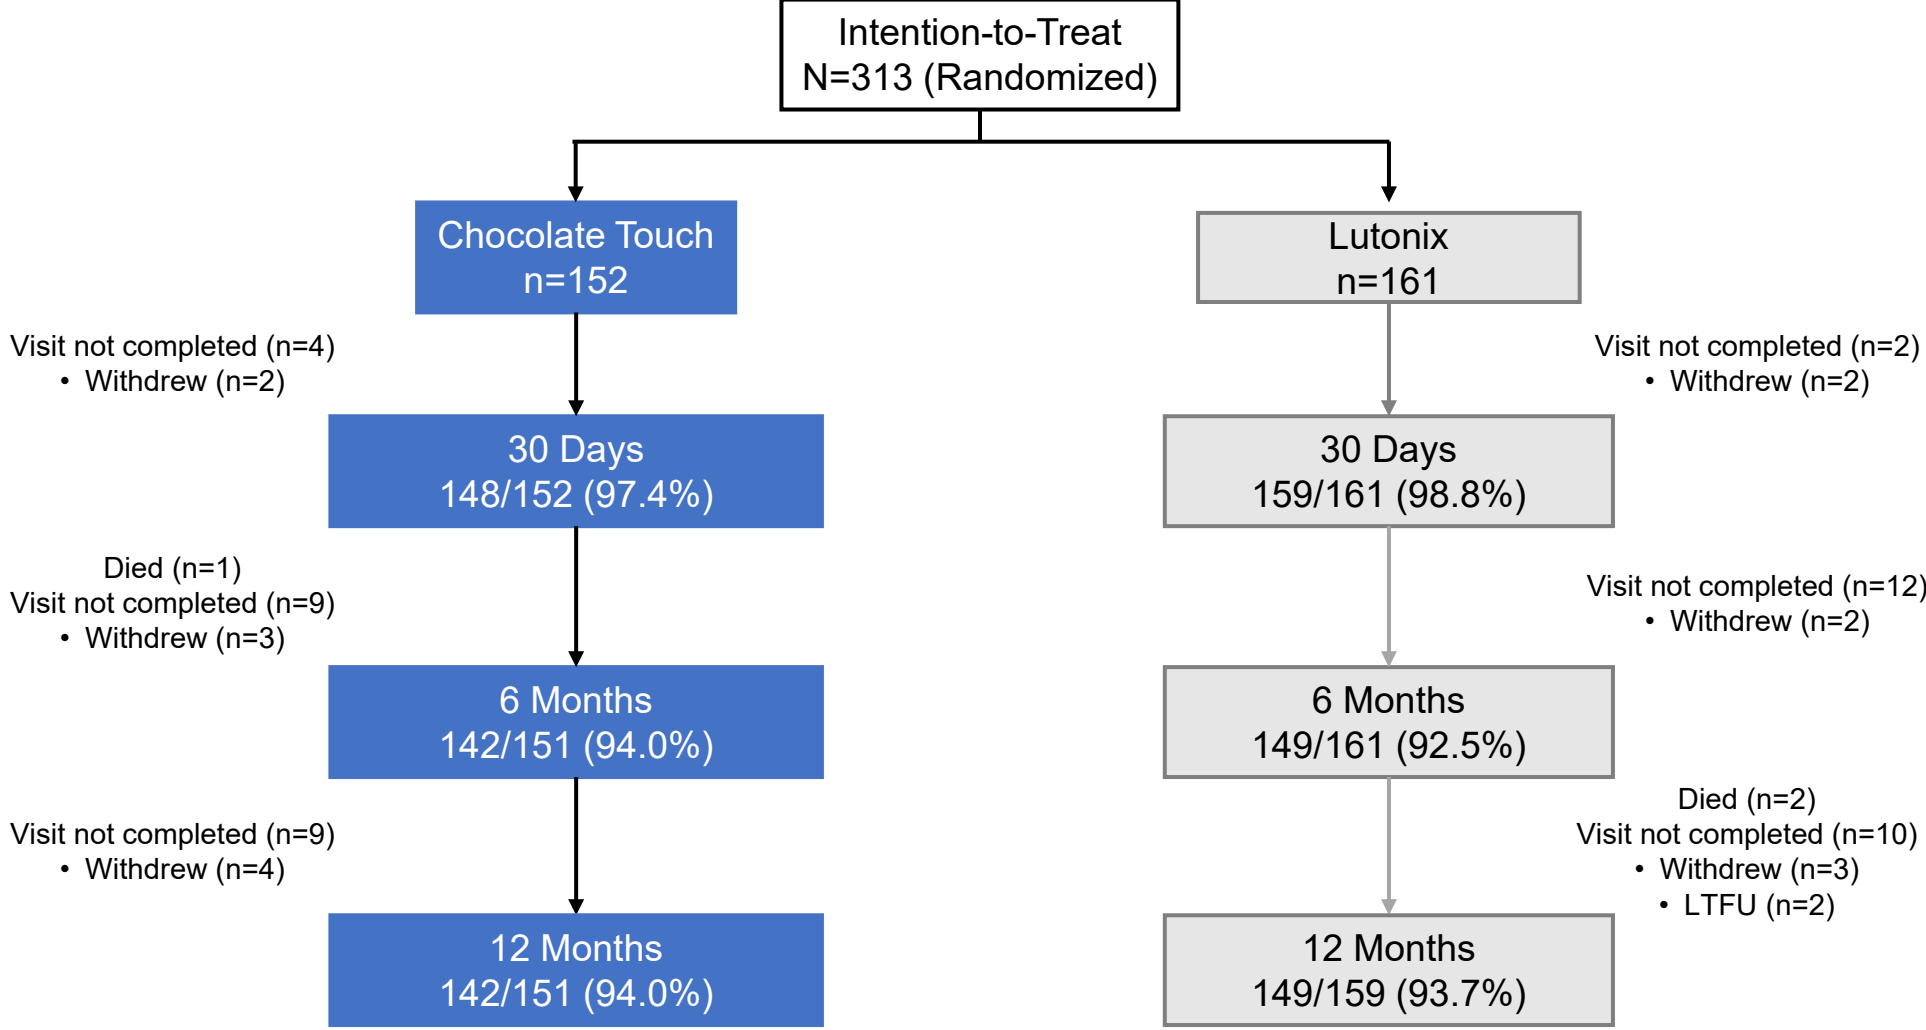 Intention-to-Treat
N=313 (Randomized)
Chocolate Touch
n=152
Lutonix
n=161
Visit not completed (n=4)
• Withdrew (n=2)
Visit not completed (n=2)
• Withdrew (n=2)
30 Days
148/152 (97.4%)
30 Days
159/161 (98.8%)
Died (n=1)
Visit not completed (n=9)
• Withdrew (n=3)
Visit not completed (n=12)
• Withdrew (n=2)
6 Months
142/151 (94.0%)
6 Months
149/161 (92.5%)
Visit not completed (n=9)
• Withdrew (n=4)
Died (n=2)
Visit not completed (n=10)
• Withdrew (n=3)
• LTFU (n=2)
12 Months
142/151 (94.0%)
12 Months
149/159 (93.7%)